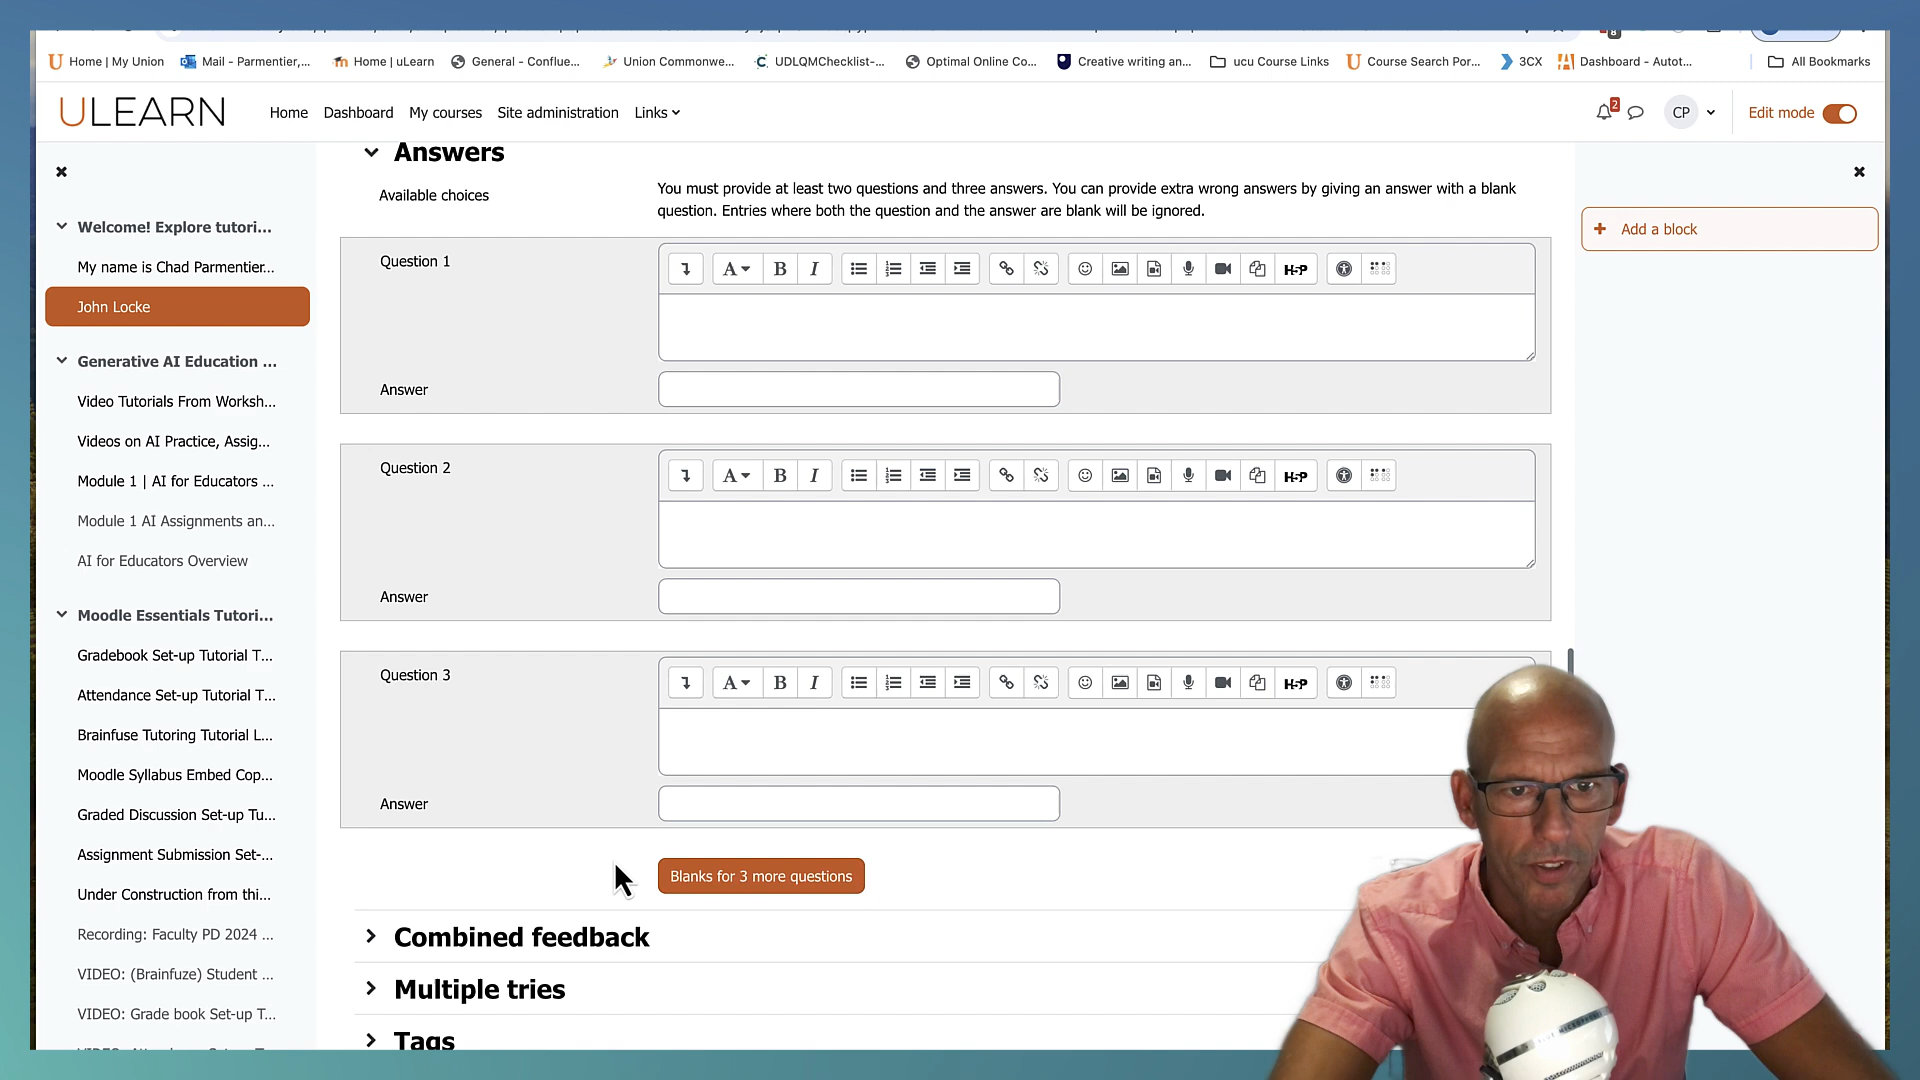 Home | My Union
Mail - Parmentier,...
Home | uLearn
General - Conflue...
Union Commonwe...
UDLQMChecklist-...
Optimal Online Co...
Creative writing an...
ucu Course Links
Course Search Por...
3CX
Dashboard - Autot...
All Bookmarks
ULEARN
Home
Dashboard
My courses
Site administration
Links
2
CP
Edit mode
Welcome! Explore tutori...
My name is Chad Parmentier...
John Locke
Generative AI Education ...
Video Tutorials From Worksh...
Videos on AI Practice, Assig...
Module 1 | AI for Educators ...
Module 1 AI Assignments an...
AI for Educators Overview
Moodle Essentials Tutori...
Gradebook Set-up Tutorial T...
Attendance Set-up Tutorial T...
Brainfuse Tutoring Tutorial L...
Moodle Syllabus Embed Cop...
Graded Discussion Set-up Tu...
Assignment Submission Set-...
Under Construction from thi...
Recording: Faculty PD 2024 ...
VIDEO: (Brainfuze) Student ...
VIDEO: Grade book Set-up T...
Answers
Available choices
You must provide at least two questions and three answers. You can provide extra wrong answers by giving an answer with a blank
question. Entries where both the question and the answer are blank will be ignored.
Question 1
A B I H5P
Answer
Question 2
A B I H5P
Answer
Question 3
A B I H5P
Answer
Blanks for 3 more questions
Combined feedback
Multiple tries
Tags
Add a block